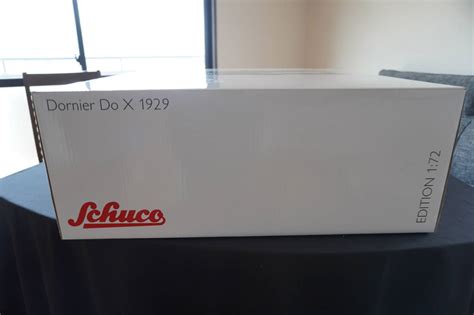 Dornier Do X 1929
Schuco
EDITION 1:72